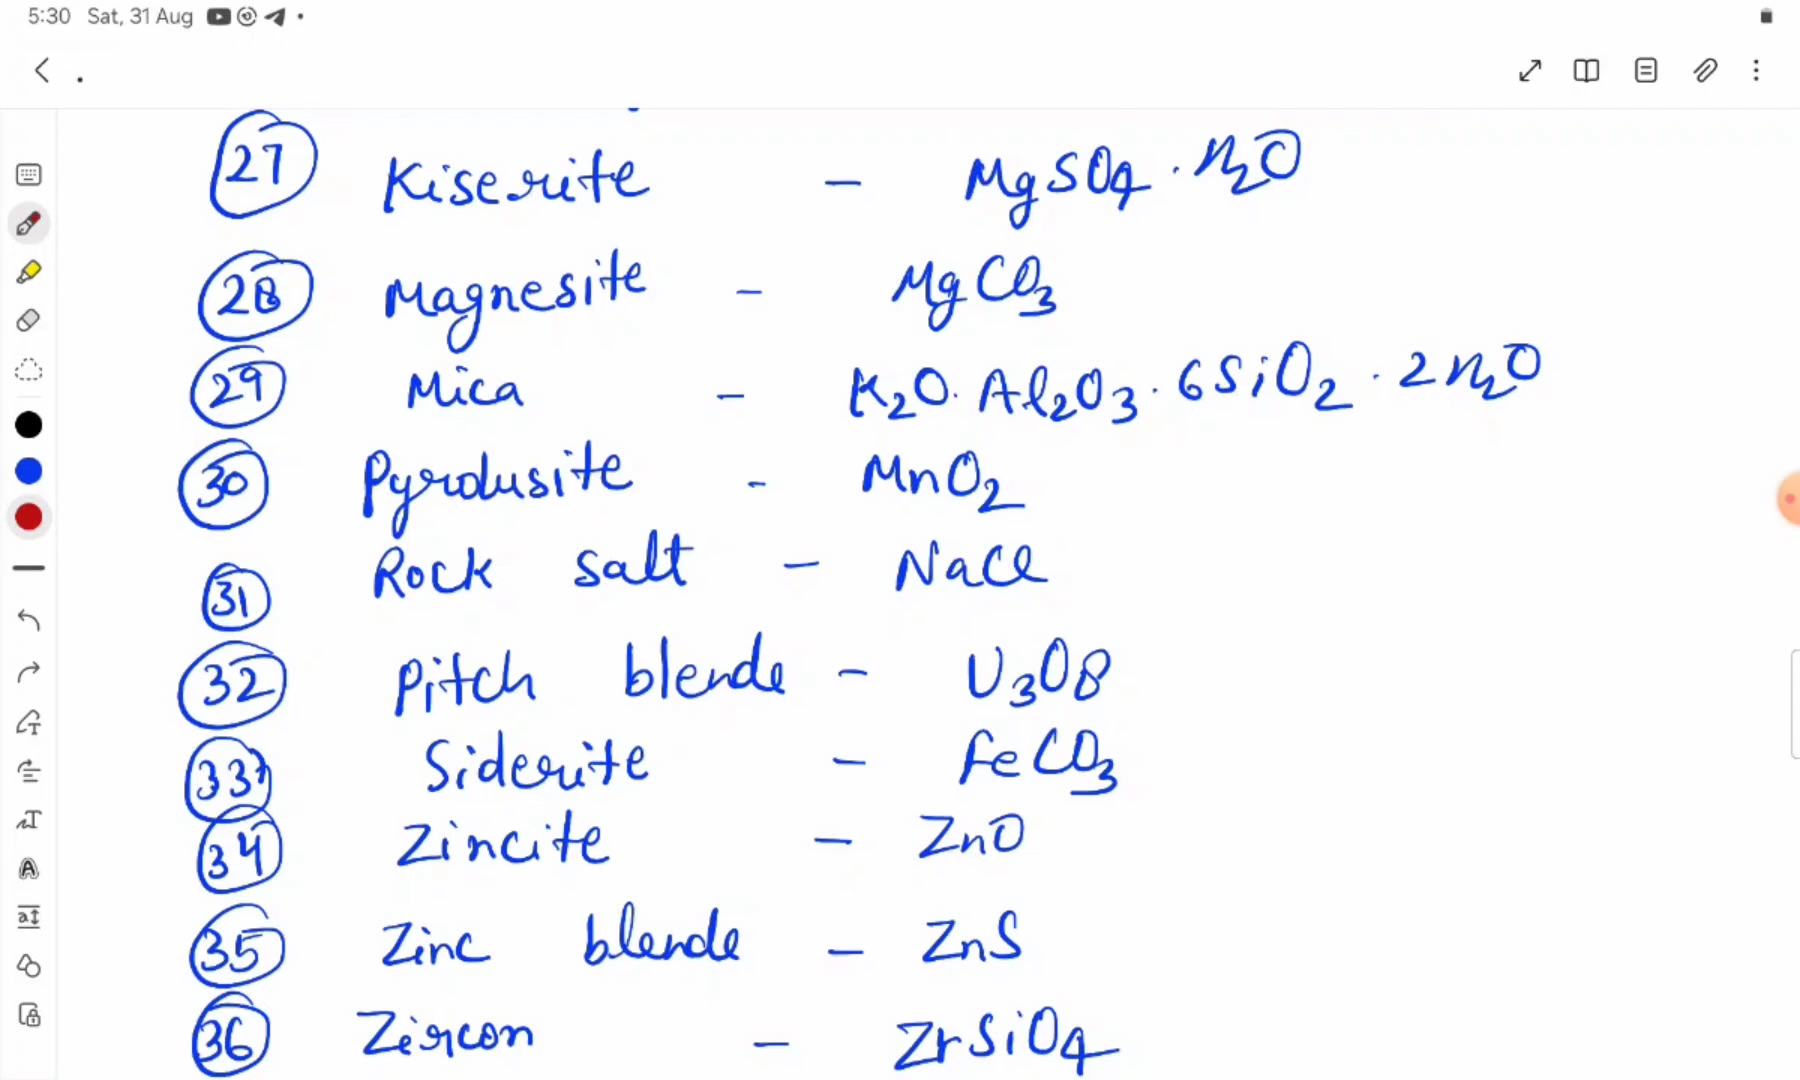 5:30 Sat, 31 Aug
27 Kiserite - MgSO4 . H2O
28 Magnesite - MgCO3
29 Mica - K2O. Al2O3 . 6SiO2 . 2H2O
30 Pyrolusite - MnO2
31 Rock salt - NaCl
32 Pitch blende - U3O8
33 Siderite - FeCO3
34 Zincite - ZnO
35 Zinc blende - ZnS
36 Zircon - ZrSiO4